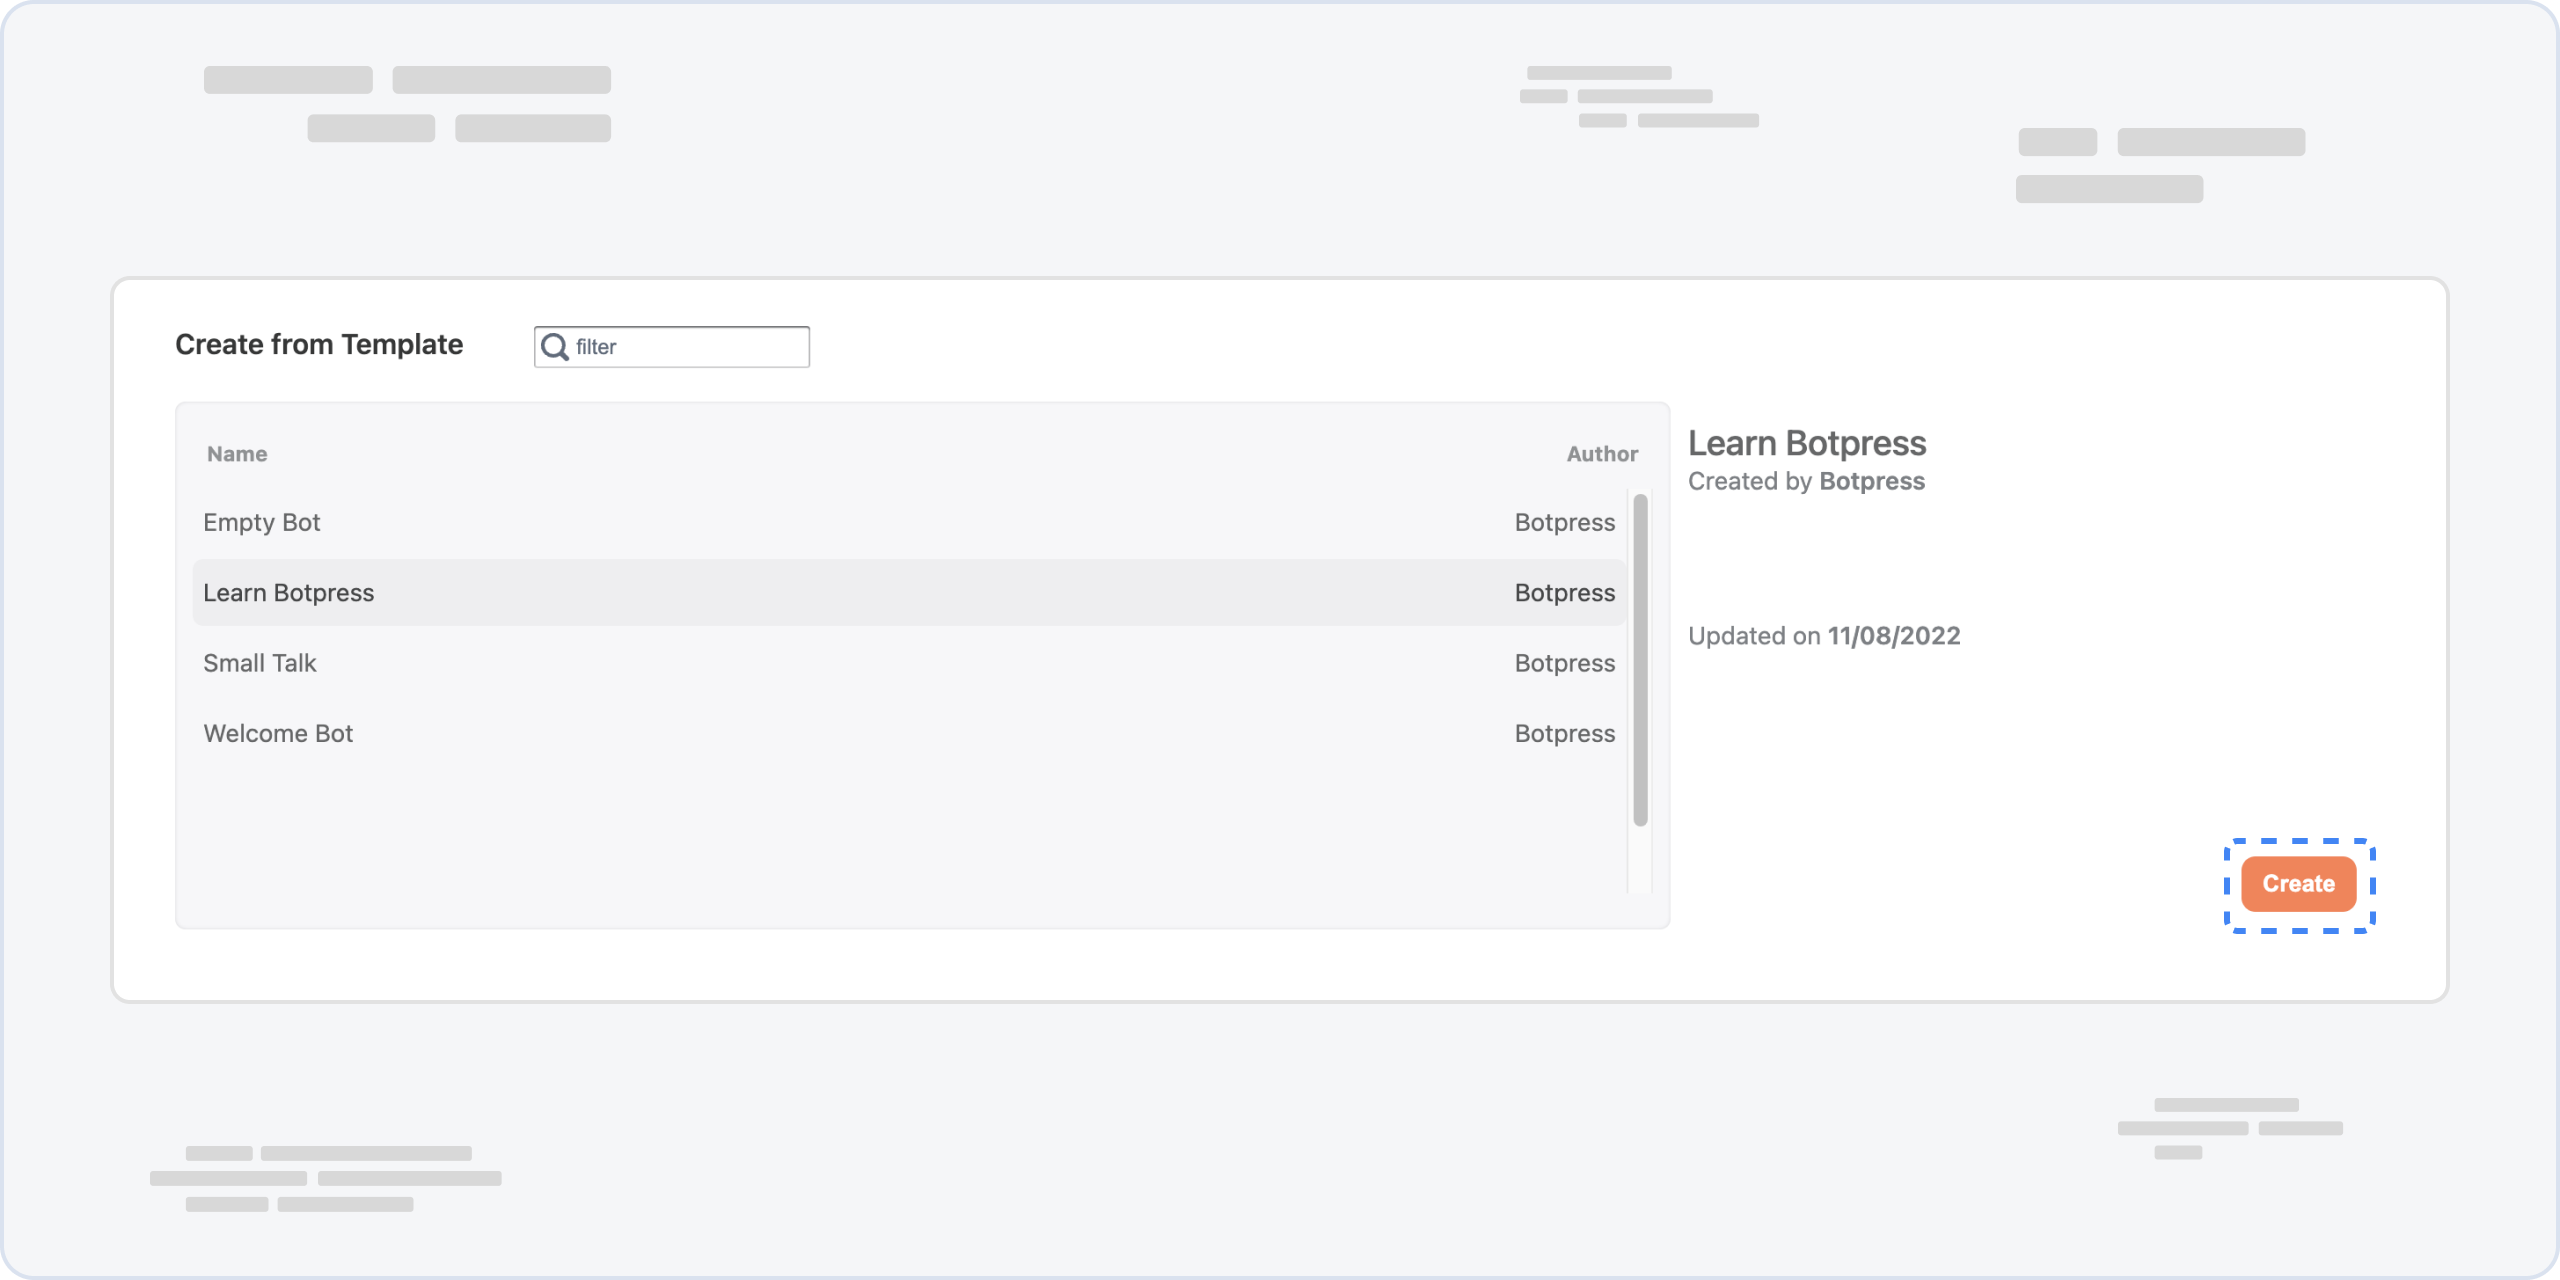 Create from Template
filter
Name Author
Empty Bot Botpress
Learn Botpress Botpress
Small Talk Botpress
Welcome Bot Botpress
Learn Botpress
Created by Botpress
Updated on 11/08/2022
Create